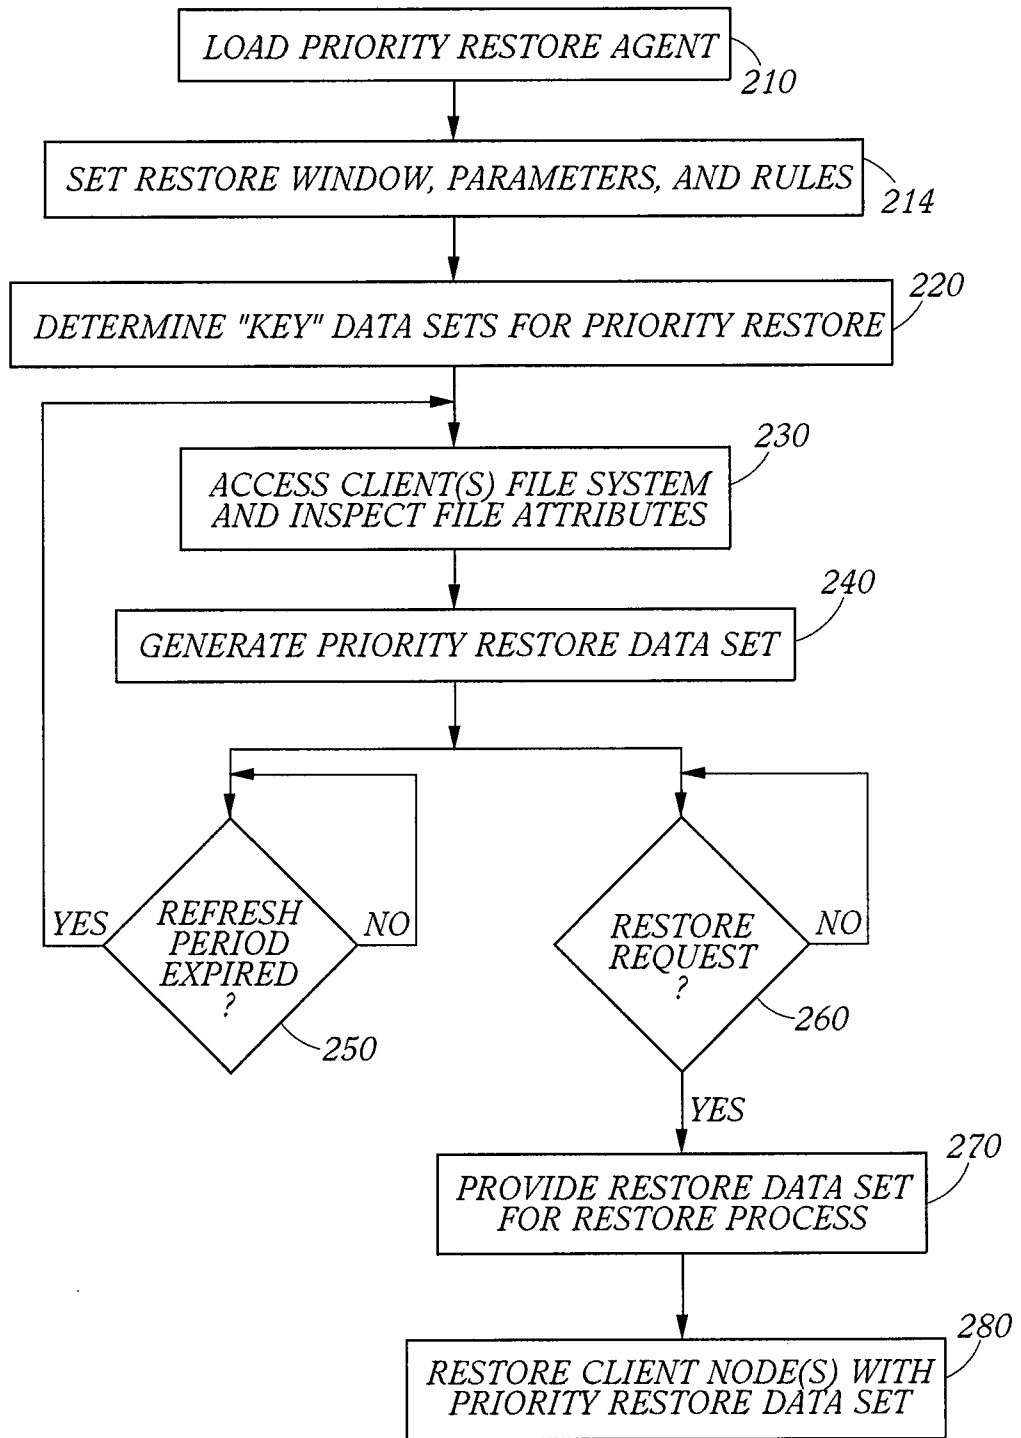 LOAD PRIORITY RESTORE AGENT
210
SET RESTORE WINDOW, PARAMETERS, AND RULES
214
220
DETERMINE "KEY" DATA SETS FOR PRIORITY RESTORE
230
ACCESS CLIENT(S) FILE SYSTEM
AND INSPECT FILE ATTRIBUTES
240
GENERATE PRIORITY RESTORE DATA SET
YES
REFRESH
PERIOD
EXPIRED
?
NO
250
RESTORE
REQUEST
?
NO
260
YES
270
PROVIDE RESTORE DATA SET
FOR RESTORE PROCESS
280
RESTORE CLIENT NODE(S) WITH
PRIORITY RESTORE DATA SET